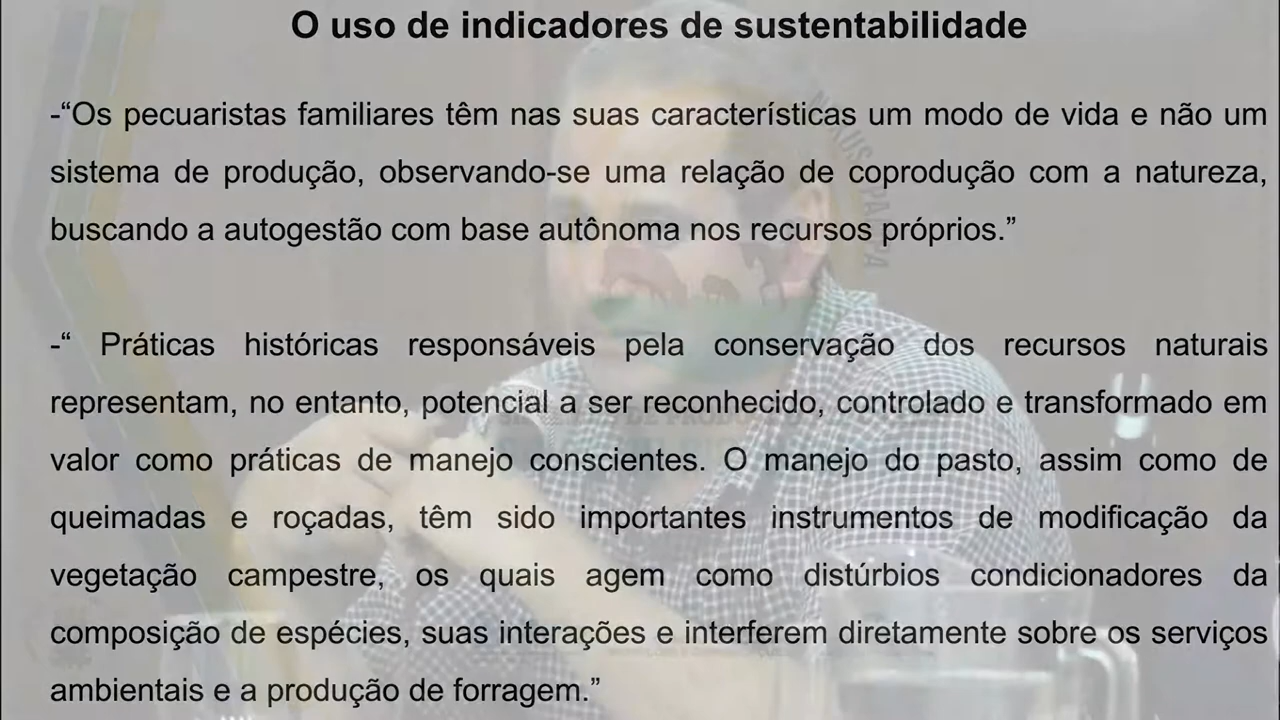 O uso de indicadores de sustentabilidade
-“Os pecuaristas familiares têm nas suas características um modo de vida e não um
sistema de produção, observando-se uma relação de coprodução com a natureza,
buscando a autogestão com base autônoma nos recursos próprios.”
-“ Práticas históricas responsáveis pela conservação dos recursos naturais
representam, no entanto, potencial a ser reconhecido, controlado e transformado em
valor como práticas de manejo conscientes. O manejo do pasto, assim como de
queimadas e roçadas, têm sido importantes instrumentos de modificação da
vegetação campestre, os quais agem como distúrbios condicionadores da
composição de espécies, suas interações e interferem diretamente sobre os serviços
ambientais e a produção de forragem.”